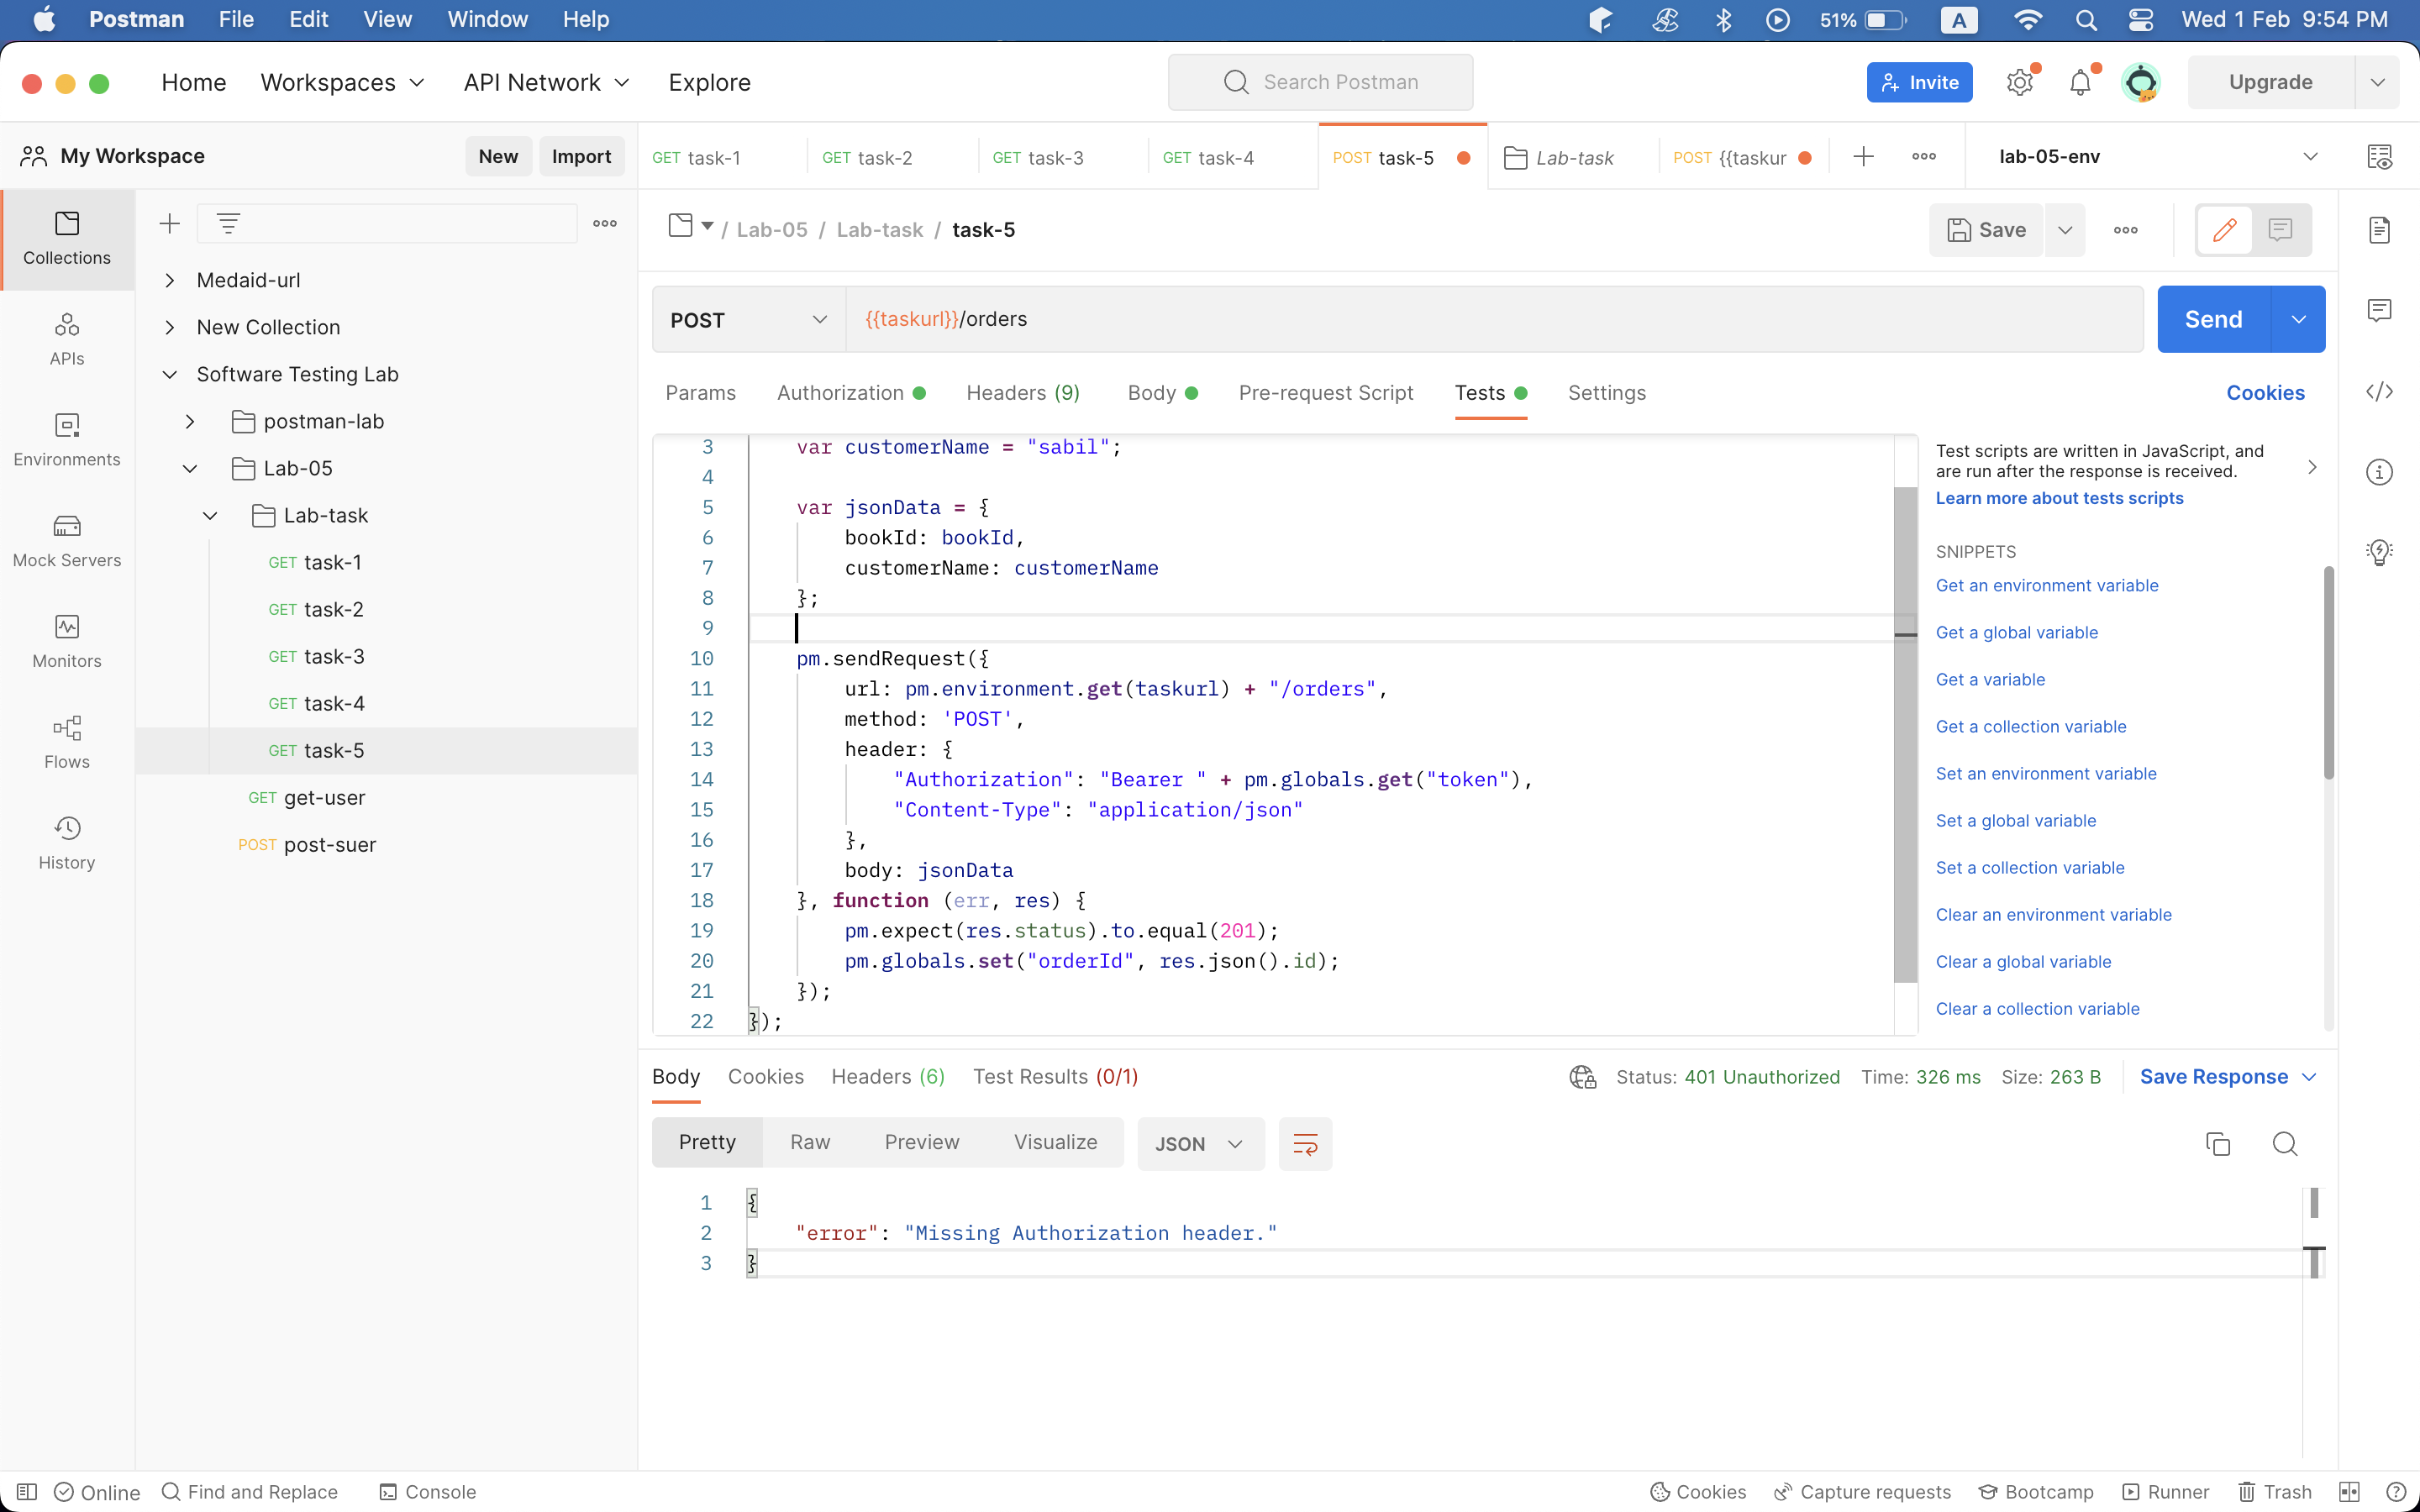 Postman File Edit View Window Help 51% A Wed 1 Feb 9:54 PM
Home Workspaces API Network Explore Search Postman Invite Upgrade
My Workspace New Import GET task-1 GET task-2 GET task-3 GET task-4 POST task-5 Lab-task POST {{taskur lab-05-env
Collections
APIs
Environments
Mock Servers
Monitors
Flows
History
Medaid-url
New Collection
Software Testing Lab
postman-lab
Lab-05
Lab-task
GET task-1
GET task-2
GET task-3
GET task-4
GET task-5
GET get-user
POST post-suer
/ Lab-05 / Lab-task / task-5 Save
POST {{taskurl}}/orders Send
Params Authorization Headers (9) Body Pre-request Script Tests Settings Cookies
3 var customerName = "sabil";
4
5 var jsonData = {
6 bookId: bookId,
7 customerName: customerName
8 };
9
10 pm.sendRequest({
11 url: pm.environment.get(taskurl) + "/orders",
12 method: 'POST',
13 header: {
14 "Authorization": "Bearer " + pm.globals.get("token"),
15 "Content-Type": "application/json"
16 },
17 body: jsonData
18 }, function (err, res) {
19 pm.expect(res.status).to.equal(201);
20 pm.globals.set("orderId", res.json().id);
21 });
22 });
Test scripts are written in JavaScript, and
are run after the response is received.
Learn more about tests scripts
SNIPPETS
Get an environment variable
Get a global variable
Get a variable
Get a collection variable
Set an environment variable
Set a global variable
Set a collection variable
Clear an environment variable
Clear a global variable
Clear a collection variable
Body Cookies Headers (6) Test Results (0/1) Status: 401 Unauthorized Time: 326 ms Size: 263 B Save Response
Pretty Raw Preview Visualize JSON
1 {
2 "error": "Missing Authorization header."
3 }
Online Find and Replace Console Cookies Capture requests Bootcamp Runner Trash